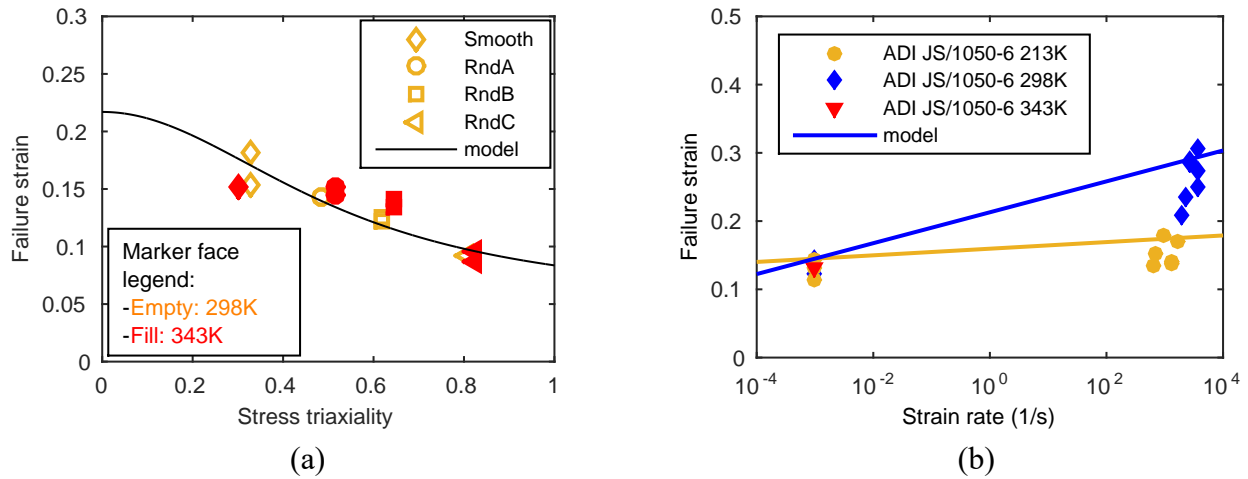 0.3
0.25
0.2
0.15
0.1
0.05
0
Failure strain
0
0.2
0.4
0.6
0.8
1
Stress triaxiality
Smooth
RndA
RndB
RndC
model
Marker face
legend:
-Empty: 298K
-Fill: 343K
(a)
0.5
0.4
0.3
0.2
0.1
0
Failure strain
10^-4
10^-2
10^0
10^2
10^4
Strain rate (1/s)
ADI JS/1050-6 213K
ADI JS/1050-6 298K
ADI JS/1050-6 343K
model
(b)